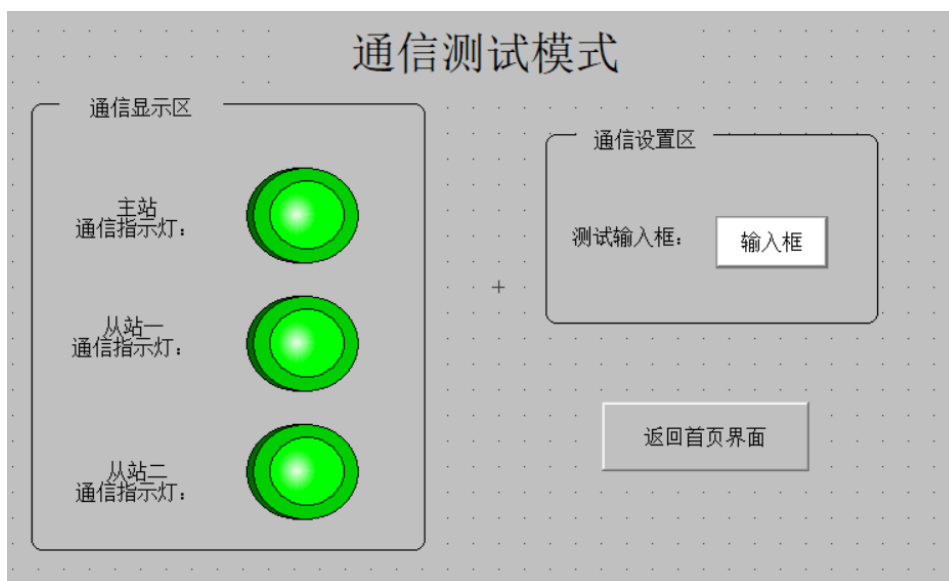 通信测试模式
通信显示区
主站
通信指示灯：
从站一
通信指示灯：
从站二
通信指示灯：
通信设置区
测试输入框：
输入框
返回首页界面